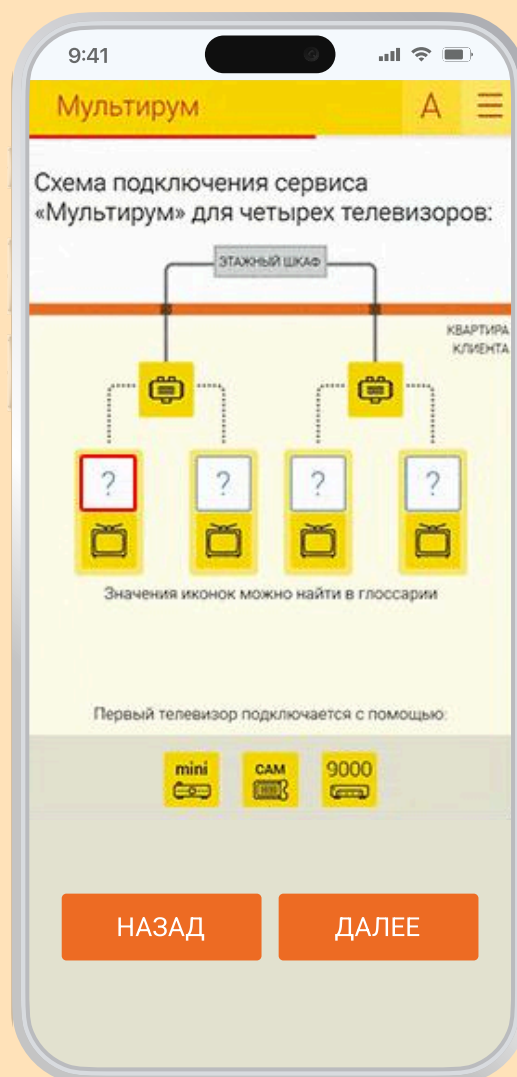 9:41
Мультирум
А
Схема подключения сервиса
«Мультирум» для четырех телевизоров:
ЭТАЖНЫЙ ШКАФ
КВАРТИРА
КЛИЕНТА
? ? ? ?
Значения иконок можно найти в глоссарии
Первый телевизор подключается с помощью:
mini CAM 9000
НАЗАД ДАЛЕЕ